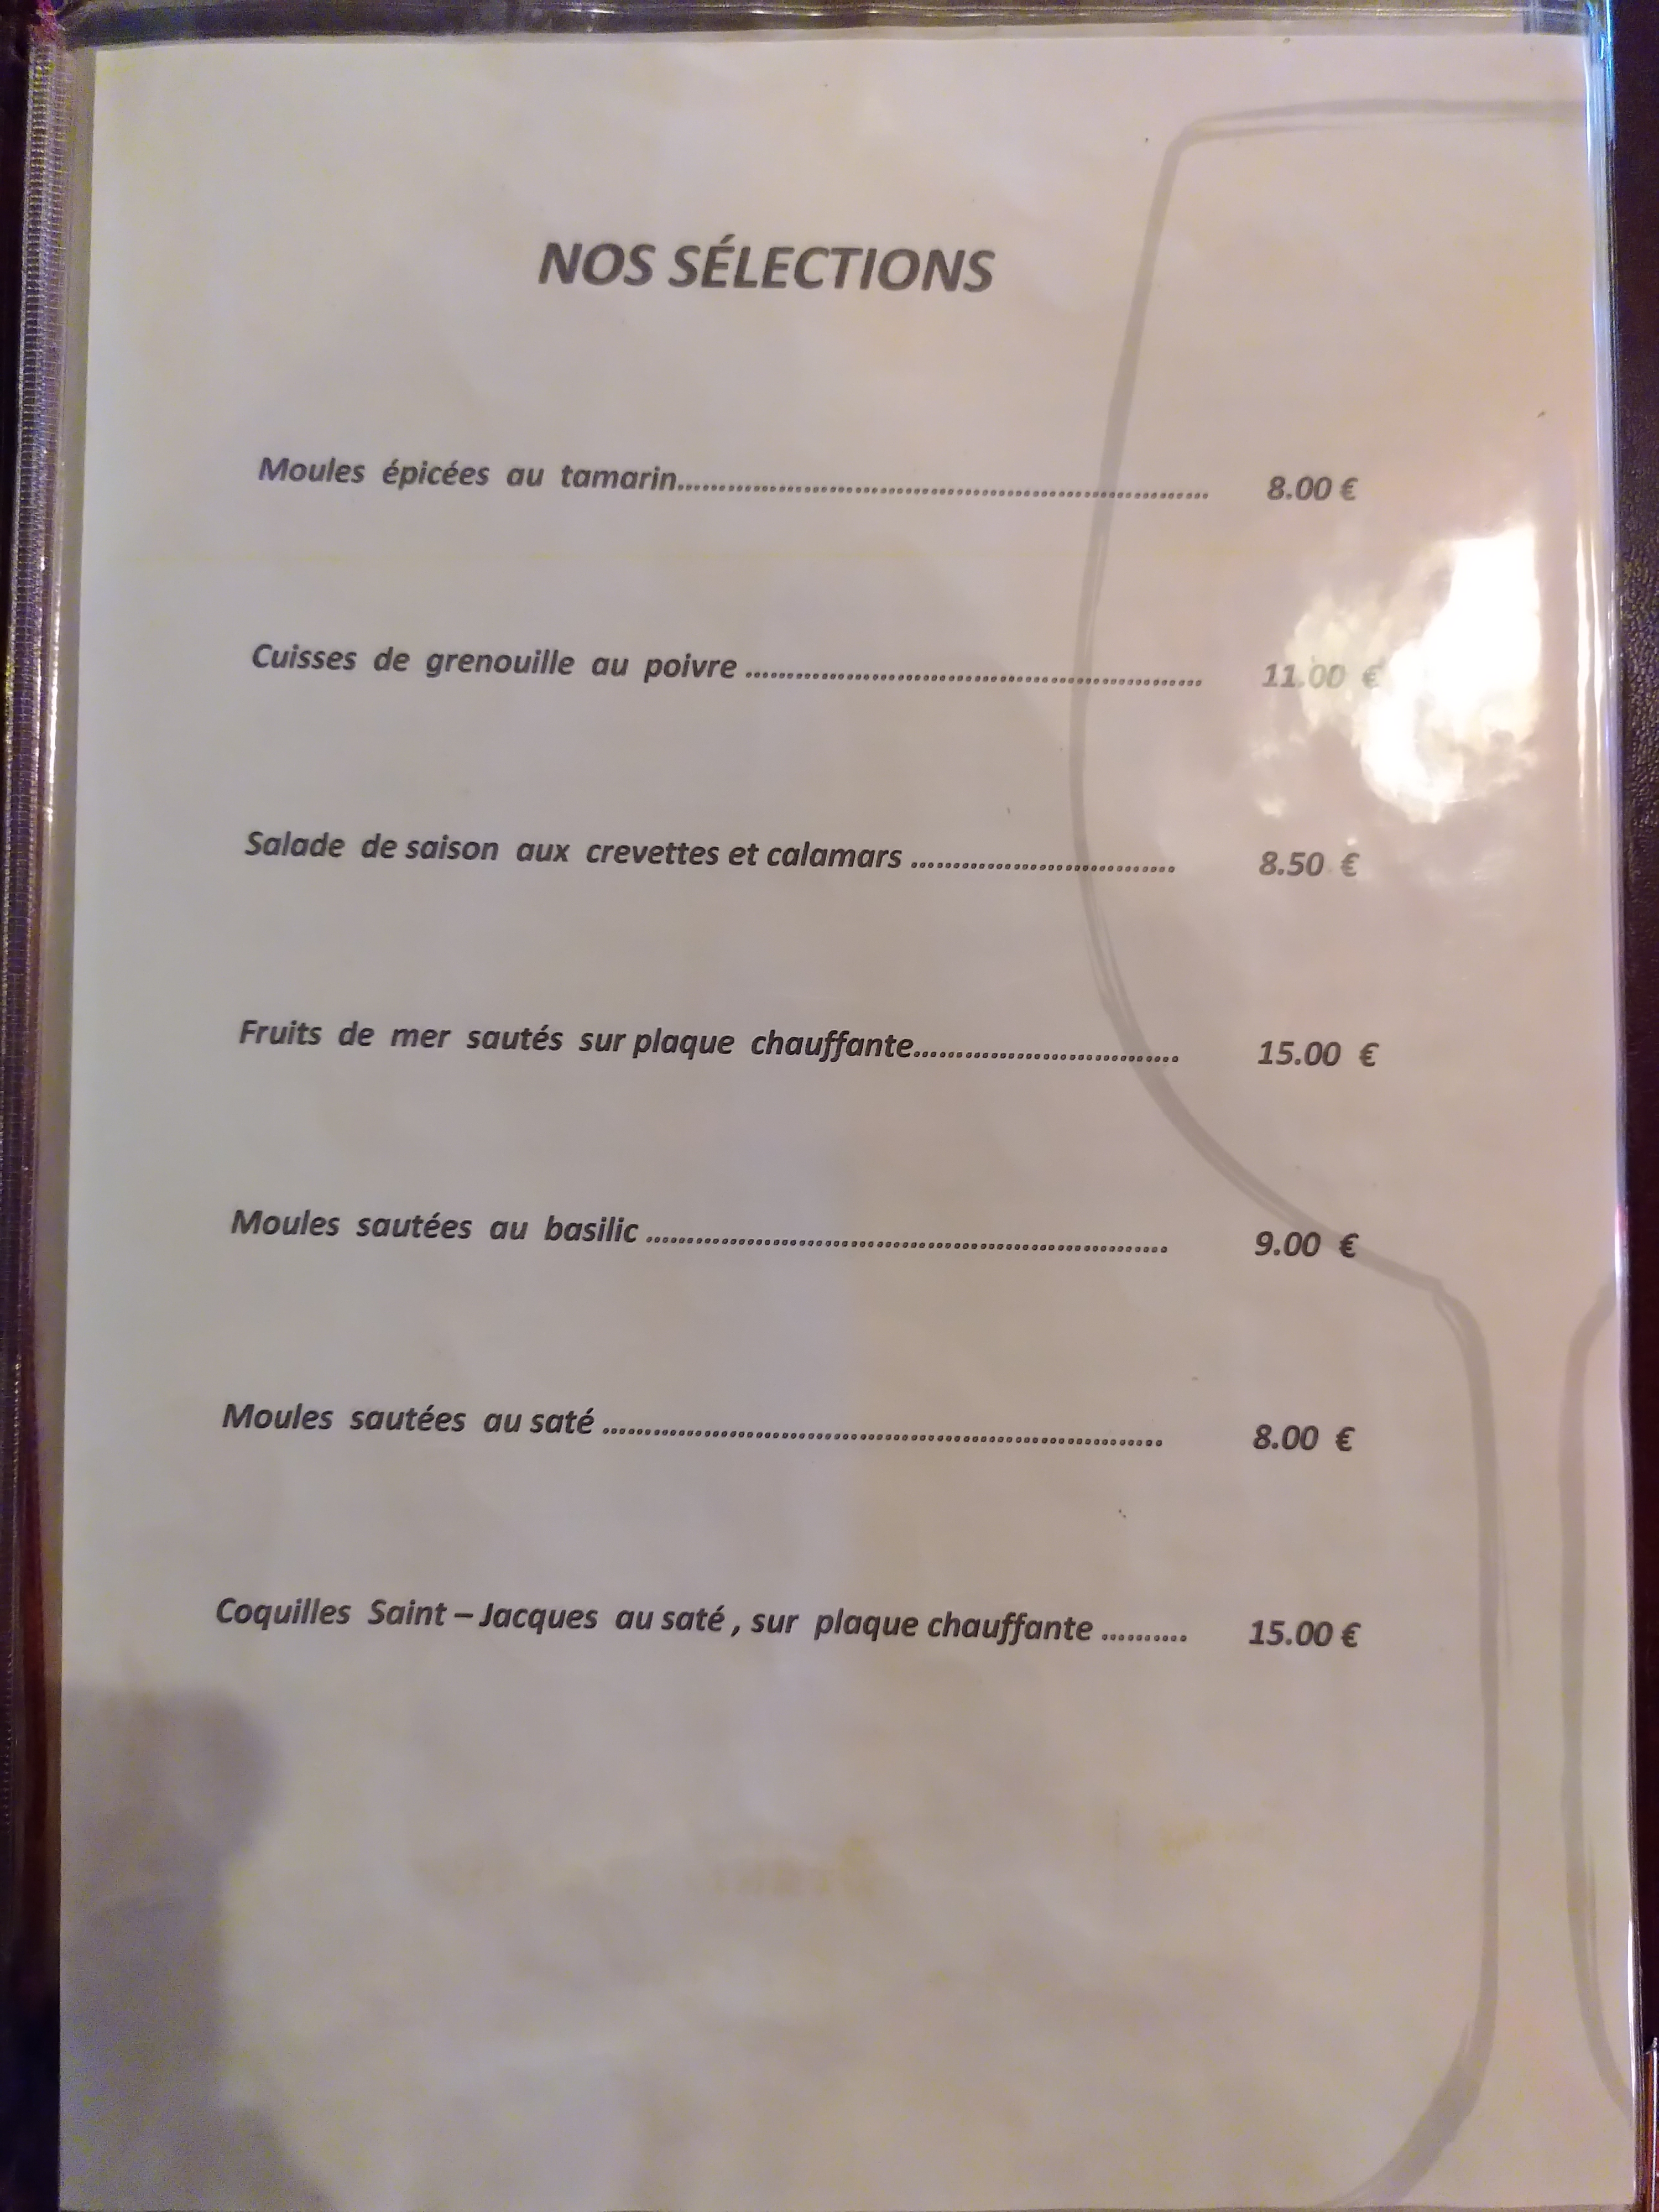 NOS SÉLECTIONS
Moules épicées au tamarin.............................................................. 8.00 €
Cuisses de grenouille au poivre ...................................................... 11.00 €
Salade de saison aux crevettes et calamars ............................... 8.50 €
Fruits de mer sautés sur plaque chauffante............................... 15.00 €
Moules sautées au basilic ............................................................. 9.00 €
Moules sautées au saté .................................................................. 8.00 €
Coquilles Saint – Jacques au saté , sur plaque chauffante .......... 15.00 €